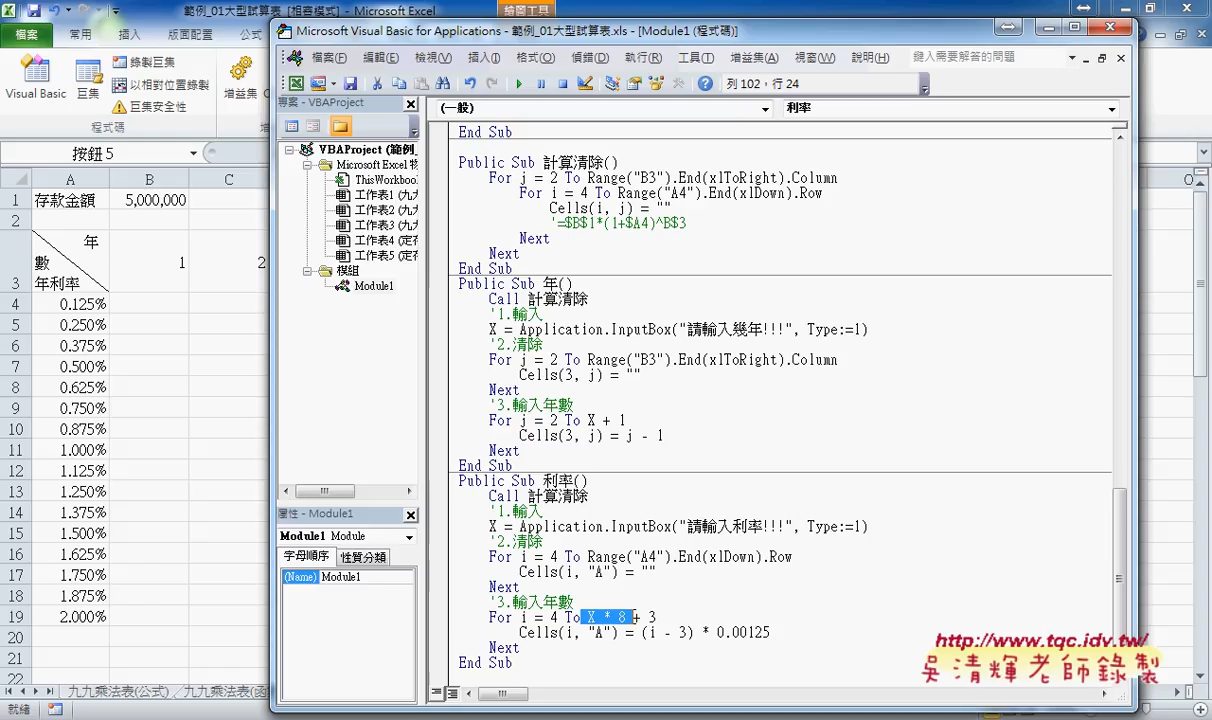 範例_01大型試算表 [相容模式] - Microsoft Excel
繪圖工具
檔案 常用 插入 版面配置 公式
Visual Basic
巨集
錄製巨集
以相對位置錄製
巨集安全性
程式碼
增益集
按鈕 5
A B C
1 存款金額 5,000,000
2
年
數
3 年利率 1 2
4 0.125%
5 0.250%
6 0.375%
7 0.500%
8 0.625%
9 0.750%
10 0.875%
11 1.000%
12 1.125%
13 1.250%
14 1.375%
15 1.500%
16 1.625%
17 1.750%
18 1.875%
19 2.000%
20
21
22
九九乘法表(公式) 九九乘法表(函
就緒
Microsoft Visual Basic for Applications - 範例_01大型試算表.xls - [Module1 (程式碼)]
檔案(F) 編輯(E) 檢視(V) 插入(I) 格式(O) 偵錯(D) 執行(R) 工具(T) 增益集(A) 視窗(W) 說明(H) 鍵入需要解答的問題
列 102，行 24
專案 - VBAProject
VBAProject (範例_
Microsoft Excel 物
ThisWorkbool
工作表1 (九九
工作表2 (九九
工作表3 (九九
工作表4 (定存
工作表5 (定存
模組
Module1
屬性 - Module1
Module1 Module
字母順序 性質分類
(Name) Module1
(一般) 利率
End Sub
Public Sub 計算清除()
For j = 2 To Range("B3").End(xlToRight).Column
For i = 4 To Range("A4").End(xlDown).Row
Cells(i, j) = ""
'=$B$1*(1+$A4)^B$3
Next
Next
End Sub
Public Sub 年()
Call 計算清除
'1.輸入
X = Application.InputBox("請輸入幾年!!!", Type:=1)
'2.清除
For j = 2 To Range("B3").End(xlToRight).Column
Cells(3, j) = ""
Next
'3.輸入年數
For j = 2 To X + 1
Cells(3, j) = j - 1
Next
End Sub
Public Sub 利率()
Call 計算清除
'1.輸入
X = Application.InputBox("請輸入利率!!!", Type:=1)
'2.清除
For i = 4 To Range("A4").End(xlDown).Row
Cells(i, "A") = ""
Next
'3.輸入年數
For i = 4 To X * 8 + 3
Cells(i, "A") = (i - 3) * 0.00125
Next
End Sub
http://www.tqc.idv.tw/
吳清輝老師錄製